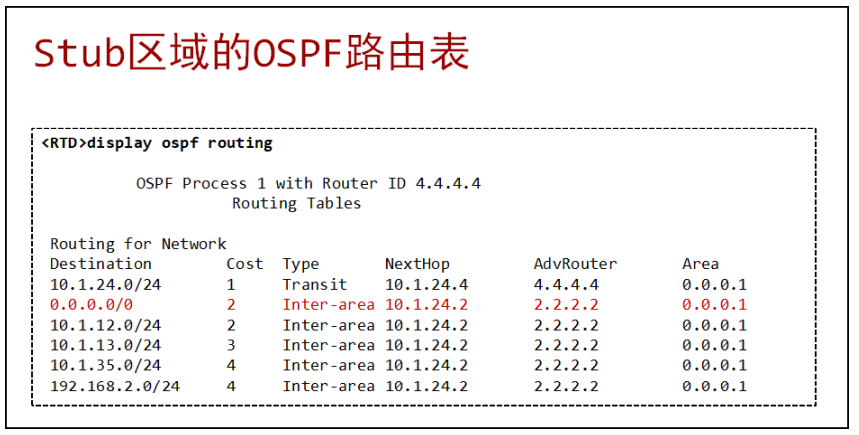 Stub区域的OSPF路由表
<RTD>display ospf routing
OSPF Process 1 with Router ID 4.4.4.4
Routing Tables
Routing for Network
Destination Cost Type NextHop AdvRouter Area
10.1.24.0/24 1 Transit 10.1.24.4 4.4.4.4 0.0.0.1
0.0.0.0/0 2 Inter-area 10.1.24.2 2.2.2.2 0.0.0.1
10.1.12.0/24 2 Inter-area 10.1.24.2 2.2.2.2 0.0.0.1
10.1.13.0/24 3 Inter-area 10.1.24.2 2.2.2.2 0.0.0.1
10.1.35.0/24 4 Inter-area 10.1.24.2 2.2.2.2 0.0.0.1
192.168.2.0/24 4 Inter-area 10.1.24.2 2.2.2.2 0.0.0.1